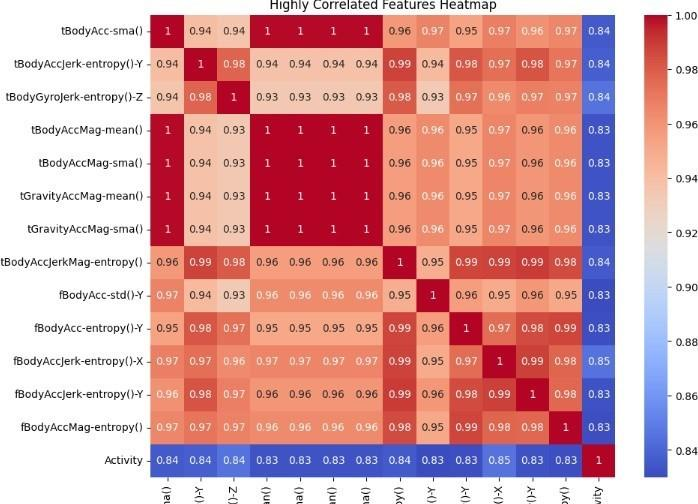 Highly Correlated Features Heatmap
tBodyAcc-sma() 1 0.94 0.94 1 1 1 1 0.96 0.97 0.95 0.97 0.96 0.97 0.84
tBodyAccJerk-entropy()-Y 0.94 1 0.98 0.94 0.94 0.94 0.94 0.99 0.94 0.98 0.97 0.98 0.97 0.84
tBodyGyroJerk-entropy()-Z 0.94 0.98 1 0.93 0.93 0.93 0.93 0.98 0.93 0.97 0.96 0.97 0.97 0.84
tBodyAccMag-mean() 1 0.94 0.93 1 1 1 1 0.96 0.96 0.95 0.97 0.96 0.96 0.83
tBodyAccMag-sma() 1 0.94 0.93 1 1 1 1 0.96 0.96 0.95 0.97 0.96 0.96 0.83
tGravityAccMag-mean() 1 0.94 0.93 1 1 1 1 0.96 0.96 0.95 0.97 0.96 0.96 0.83
tGravityAccMag-sma() 1 0.94 0.93 1 1 1 1 0.96 0.96 0.95 0.97 0.96 0.96 0.83
tBodyAccJerkMag-entropy() 0.96 0.99 0.98 0.96 0.96 0.96 0.96 1 0.95 0.99 0.99 0.99 0.98 0.84
fBodyAcc-std()-Y 0.97 0.94 0.93 0.96 0.96 0.96 0.96 0.95 1 0.96 0.95 0.96 0.95 0.83
fBodyAcc-entropy()-Y 0.95 0.98 0.97 0.95 0.95 0.95 0.95 0.99 0.96 1 0.97 0.98 0.99 0.83
fBodyAccJerk-entropy()-X 0.97 0.97 0.96 0.97 0.97 0.97 0.97 0.99 0.95 0.97 1 0.99 0.98 0.85
fBodyAccJerk-entropy()-Y 0.96 0.98 0.97 0.96 0.96 0.96 0.96 0.99 0.96 0.98 0.99 1 0.98 0.83
fBodyAccMag-entropy() 0.97 0.97 0.97 0.96 0.96 0.96 0.96 0.98 0.95 0.99 0.98 0.98 1 0.83
Activity 0.84 0.84 0.84 0.83 0.83 0.83 0.83 0.84 0.83 0.83 0.85 0.83 0.83 1
1.00
0.98
0.96
0.94
0.92
0.90
0.88
0.86
0.84